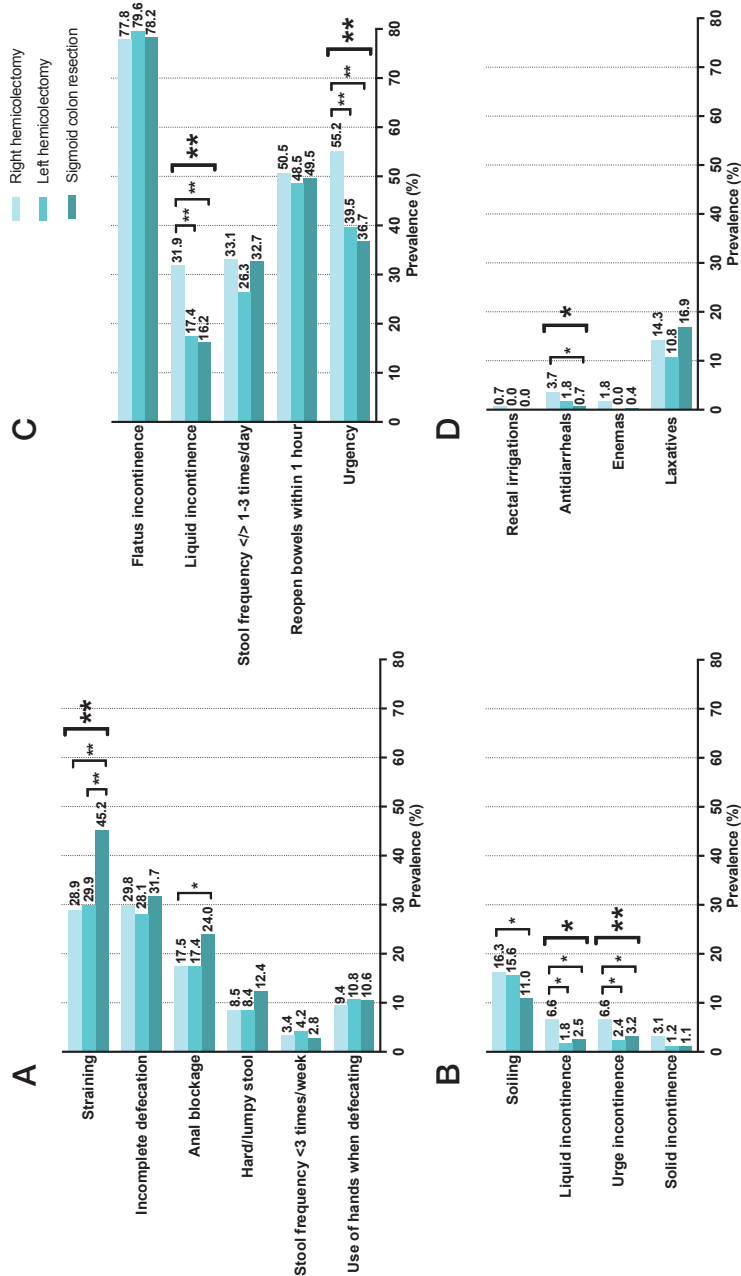 A
Straining
28.9
29.9
45.2
**
**
**
Incomplete defecation
29.8
28.1
31.7
Anal blockage
17.5
17.4
24.0
*
Hard/lumpy stool
8.5
8.4
12.4
Stool frequency <3 times/week
3.4
4.2
2.8
Use of hands when defecating
9.4
10.8
10.6
0 10 20 30 40 50 60 70 80
Prevalence (%)
B
Soiling
16.3
15.6
11.0
*
Liquid incontinence
6.6
1.8
2.5
*
*
*
Urge incontinence
6.6
2.4
3.2
*
*
**
Solid incontinence
3.1
1.2
1.1
0 10 20 30 40 50 60 70 80
Prevalence (%)
Right hemicolectomy
Left hemicolectomy
Sigmoid colon resection
C
Flatus incontinence
77.8
79.6
78.2
Liquid incontinence
31.9
17.4
16.2
**
**
**
Stool frequency </> 1-3 times/day
33.1
26.3
32.7
Reopen bowels within 1 hour
50.5
48.5
49.5
Urgency
55.2
39.5
36.7
**
**
**
0 10 20 30 40 50 60 70 80
Prevalence (%)
D
Rectal irrigations
0.7
0.0
0.0
Antidiarrheals
3.7
1.8
0.7
*
*
Enemas
1.8
0.0
0.4
Laxatives
14.3
10.8
16.9
0 10 20 30 40 50 60 70 80
Prevalence (%)